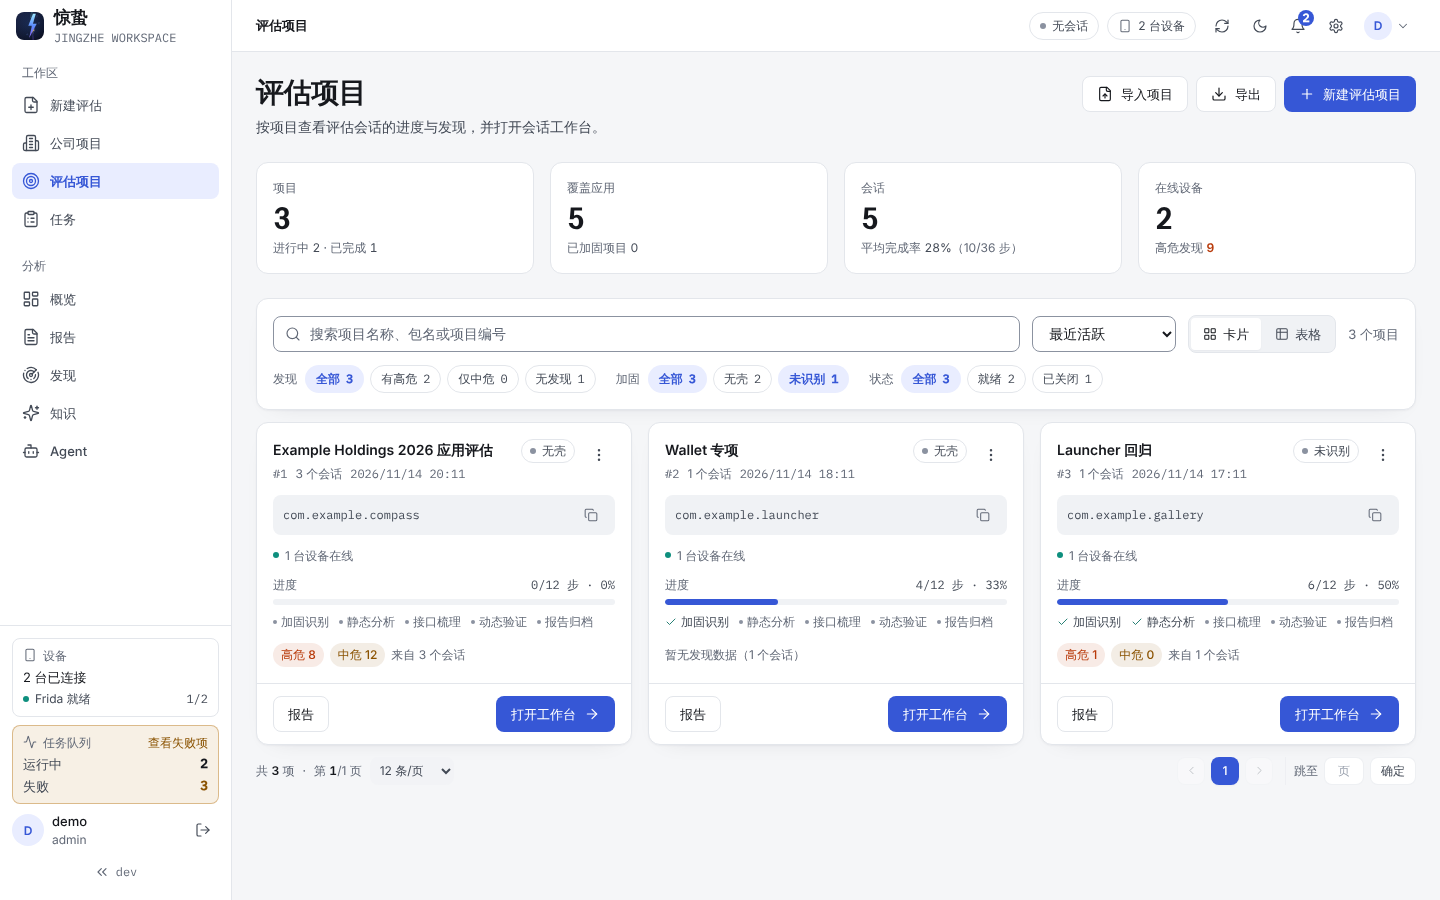 惊蛰
JINGZHE WORKSPACE
工作区
新建评估
公司项目
评估项目
任务
分析
概览
报告
发现
知识
Agent
设备
2 台已连接
Frida 就绪 1/2
任务队列 查看失败项
运行中 2
失败 3
D demo
admin
dev
评估项目
无会话 2 台设备 2 D
评估项目
按项目查看评估会话的进度与发现，并打开会话工作台。
导入项目 导出 新建评估项目
项目
3
进行中 2 · 已完成 1
覆盖应用
5
已加固项目 0
会话
5
平均完成率 28%（10/36 步）
在线设备
2
高危发现 9
搜索项目名称、包名或项目编号 最近活跃 卡片 表格 3 个项目
发现 全部 3 有高危 2 仅中危 0 无发现 1 加固 全部 3 无壳 2 未识别 1 状态 全部 3 就绪 2 已关闭 1
Example Holdings 2026 应用评估 无壳
#1 3 个会话 2026/11/14 20:11
com.example.compass
1 台设备在线
进度 0/12 步 · 0%
加固识别 静态分析 接口梳理 动态验证 报告归档
高危 8 中危 12 来自 3 个会话
报告 打开工作台
Wallet 专项 无壳
#2 1 个会话 2026/11/14 18:11
com.example.launcher
1 台设备在线
进度 4/12 步 · 33%
加固识别 静态分析 接口梳理 动态验证 报告归档
暂无发现数据（1 个会话）
报告 打开工作台
Launcher 回归 未识别
#3 1 个会话 2026/11/14 17:11
com.example.gallery
1 台设备在线
进度 6/12 步 · 50%
加固识别 静态分析 接口梳理 动态验证 报告归档
高危 1 中危 0 来自 1 个会话
报告 打开工作台
共 3 项 · 第 1/1 页 12 条/页 1 跳至 页 确定